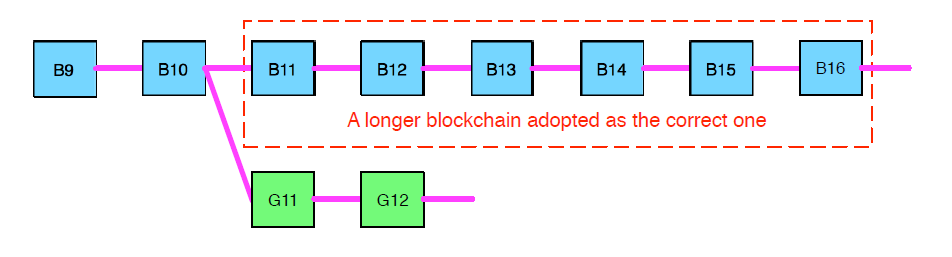 B9 B10 B11 B12 B13 B14 B15 B16
A longer blockchain adopted as the correct one
G11 G12